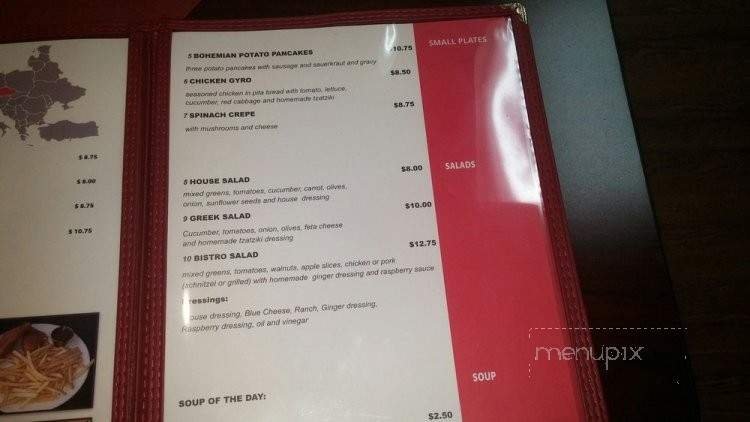 $ 8.75
$ 8.00
$ 8.75
$ 10.75
SMALL PLATES
5 BOHEMIAN POTATO PANCAKES 10.75
three potato pancakes with sausage and sauerkraut and gravy
6 CHICKEN GYRO $8.50
seasoned chicken in pita bread with tomato, lettuce,
cucumber, red cabbage and homemade tzatziki
7 SPINACH CREPE $8.75
with mushrooms and cheese
SALADS
8 HOUSE SALAD $8.00
mixed greens, tomatoes, cucumber, carrot, olives,
onion, sunflower seeds and house dressing
9 GREEK SALAD $10.00
Cucumber, tomatoes, onion, olives, feta cheese
and homemade tzatziki dressing
10 BISTRO SALAD $12.75
mixed greens, tomatoes, walnuts, apple slices, chicken or pork
(schnitzel or grilled) with homemade ginger dressing and raspberry sauce
Dressings:
House dressing, Blue Cheese, Ranch, Ginger dressing,
Raspberry dressing, oil and vinegar
SOUP
SOUP OF THE DAY:
$2.50
menupix